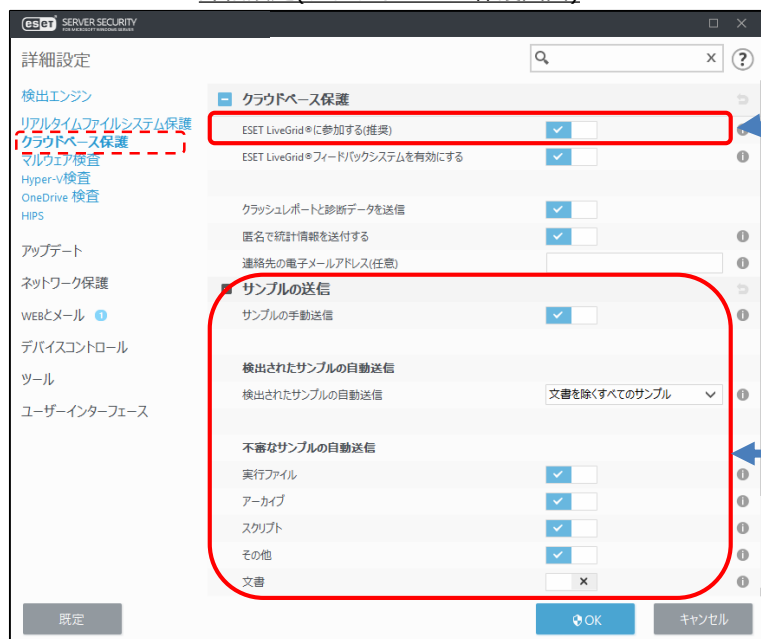 eset SERVER SECURITY
FOR MICROSOFT WINDOWS SERVER
詳細設定
x
?
検出エンジン
リアルタイムファイルシステム保護
クラウドベース保護
マルウェア検査
Hyper-V検査
OneDrive 検査
HIPS
アップデート
ネットワーク保護
WEBとメール 1
デバイスコントロール
ツール
ユーザーインターフェース
クラウドベース保護
ESET LiveGrid®に参加する(推奨)
ESET LiveGrid®フィードバックシステムを有効にする
クラッシュレポートと診断データを送信
匿名で統計情報を送付する
連絡先の電子メールアドレス(任意)
サンプルの送信
サンプルの手動送信
検出されたサンプルの自動送信
検出されたサンプルの自動送信 文書を除くすべてのサンプル
不審なサンプルの自動送信
実行ファイル
アーカイブ
スクリプト
その他
文書
既定
OK
キャンセル